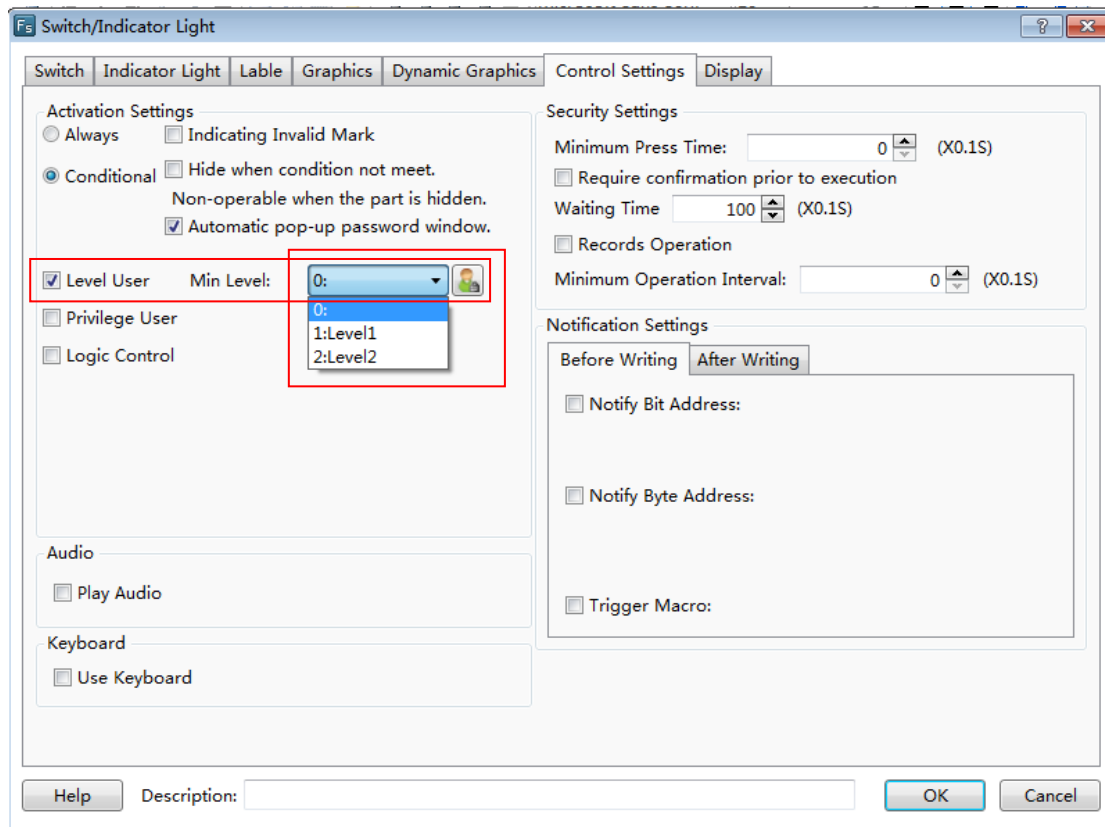 Fs Switch/Indicator Light
Switch Indicator Light Lable Graphics Dynamic Graphics Control Settings Display
Activation Settings
Always Indicating Invalid Mark
Conditional Hide when condition not meet.
Non-operable when the part is hidden.
Automatic pop-up password window.
Level User Min Level: 0:
0:
1:Level1
2:Level2
Privilege User
Logic Control
Audio
Play Audio
Keyboard
Use Keyboard
Security Settings
Minimum Press Time: 0 (X0.1S)
Require confirmation prior to execution
Waiting Time 100 (X0.1S)
Records Operation
Minimum Operation Interval: 0 (X0.1S)
Notification Settings
Before Writing After Writing
Notify Bit Address:
Notify Byte Address:
Trigger Macro:
Help Description: OK Cancel